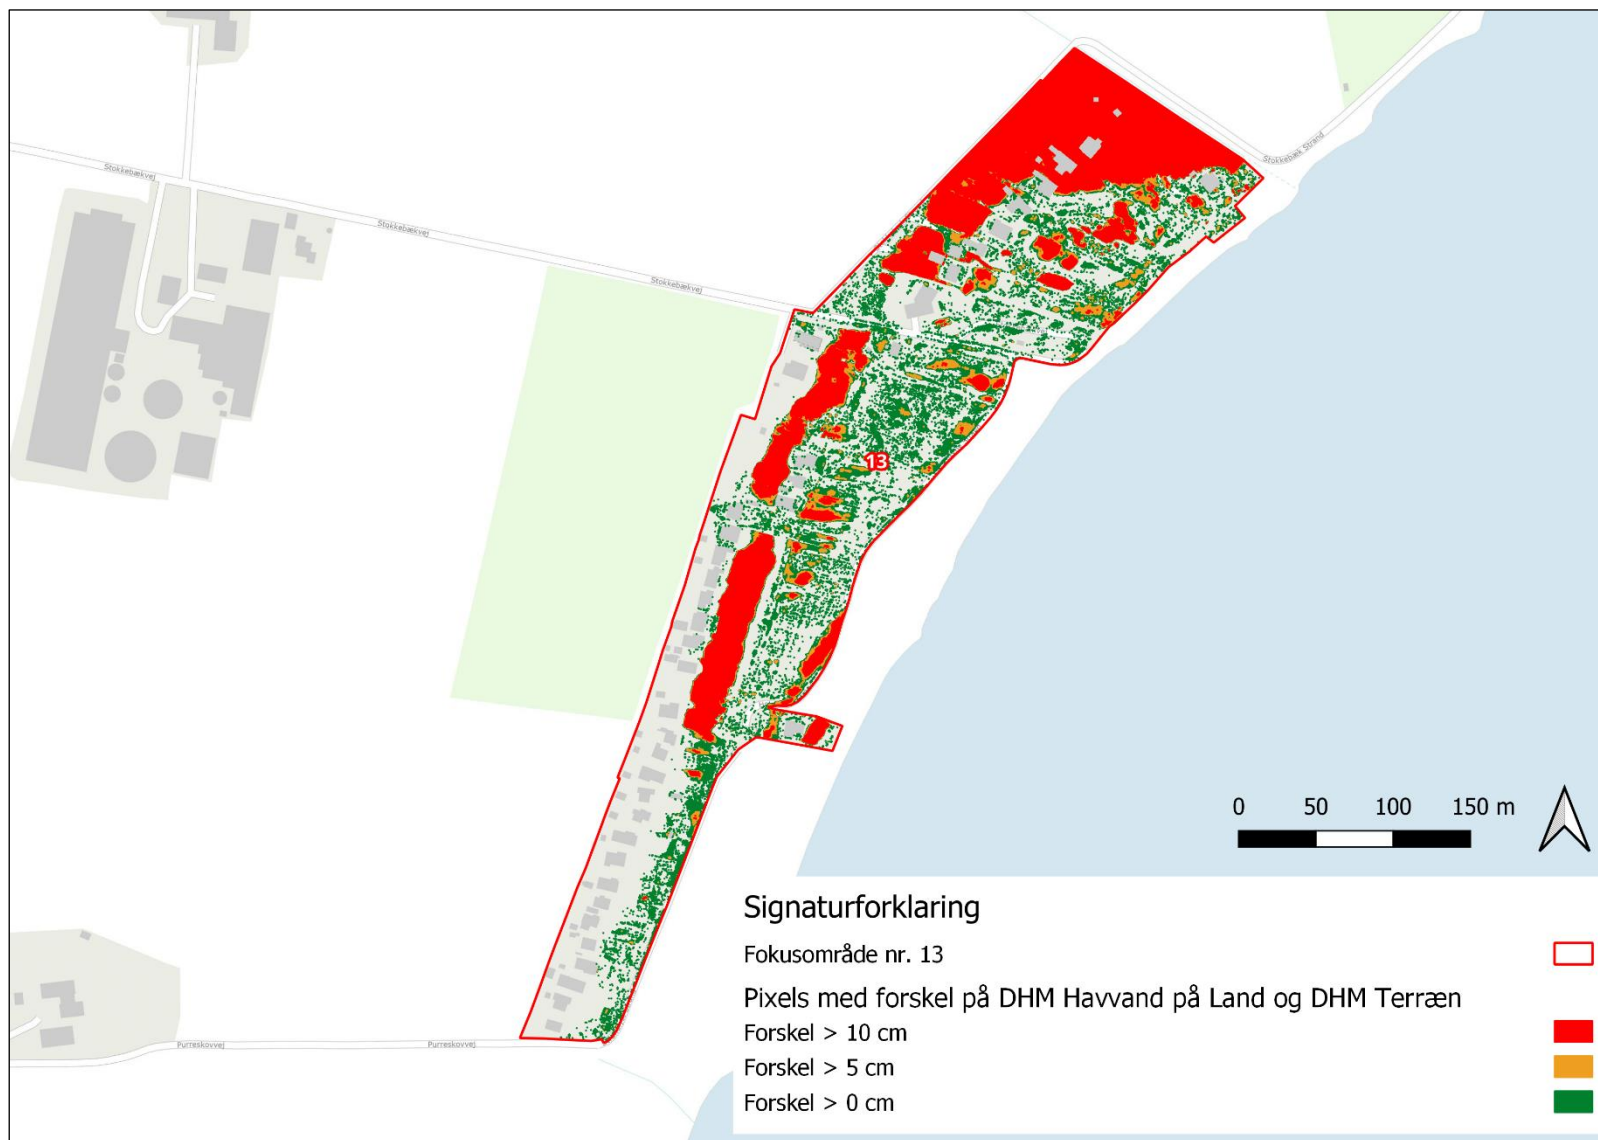 Stokkebæk Strand
Stokkebækvej
Stokkebækvej
Stokkebækvej
13
0 50 100 150 m
Signaturforklaring
Fokusområde nr. 13
Pixels med forskel på DHM Havvand på Land og DHM Terræn
Forskel > 10 cm
Forskel > 5 cm
Forskel > 0 cm
Purreskovvej
Purreskovvej